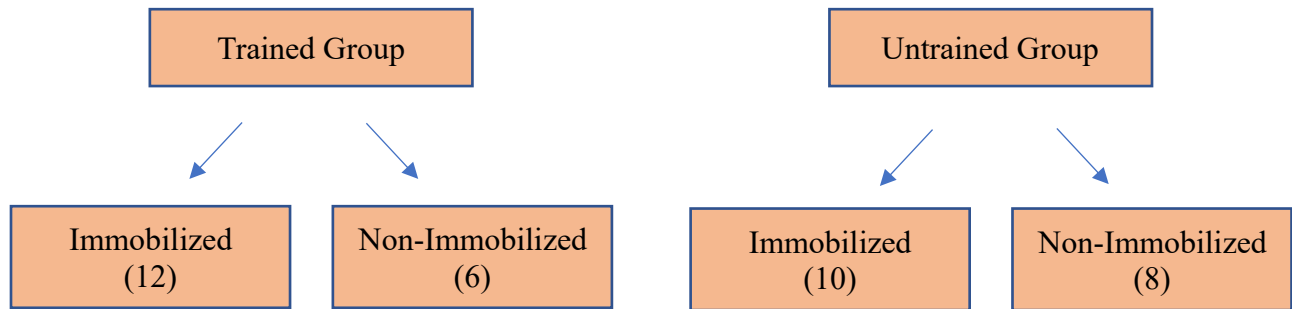 Trained Group
Untrained Group
Immobilized
(12)
Non-Immobilized
(6)
Immobilized
(10)
Non-Immobilized
(8)